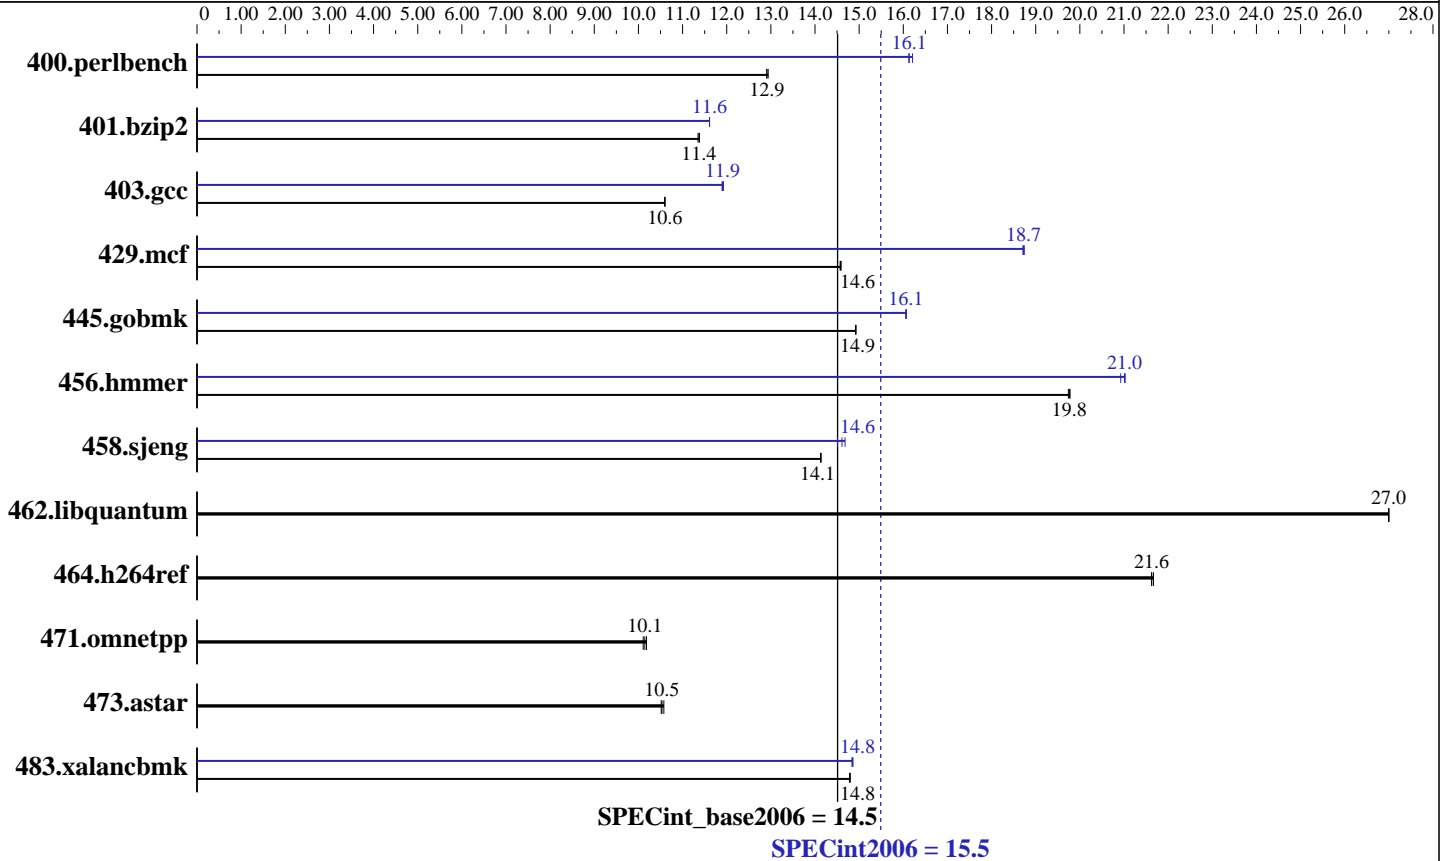 0 1.00 2.00 3.00 4.00 5.00 6.00 7.00 8.00 9.00 10.0 11.0 12.0 13.0 14.0 15.0 16.0 17.0 18.0 19.0 20.0 21.0 22.0 23.0 24.0 25.0 26.0 28.0
16.1
400.perlbench
12.9
11.6
401.bzip2
11.4
11.9
403.gcc
10.6
18.7
429.mcf
14.6
16.1
445.gobmk
14.9
21.0
456.hmmer
19.8
14.6
458.sjeng
14.1
27.0
462.libquantum
21.6
464.h264ref
10.1
471.omnetpp
10.5
473.astar
14.8
483.xalancbmk
14.8
SPECint_base2006 = 14.5
SPECint2006 = 15.5